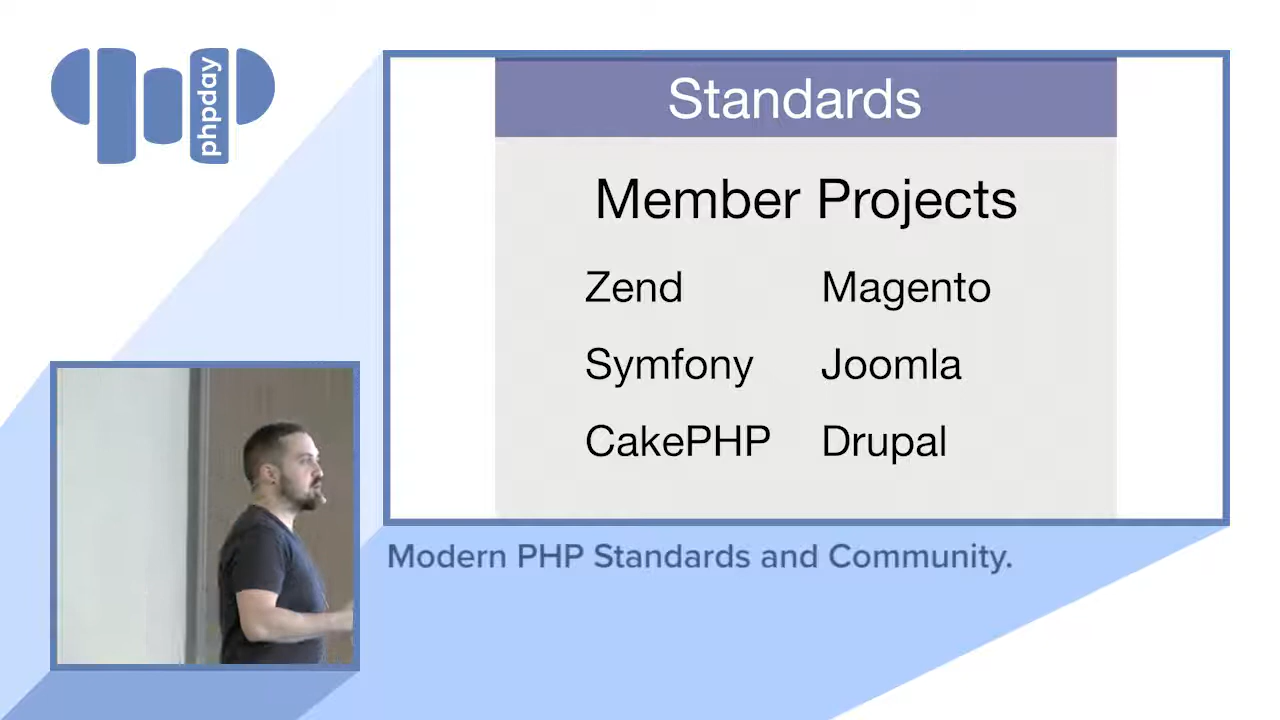 phpday
Standards
Member Projects
Zend Magento
Symfony Joomla
CakePHP Drupal
Modern PHP Standards and Community.